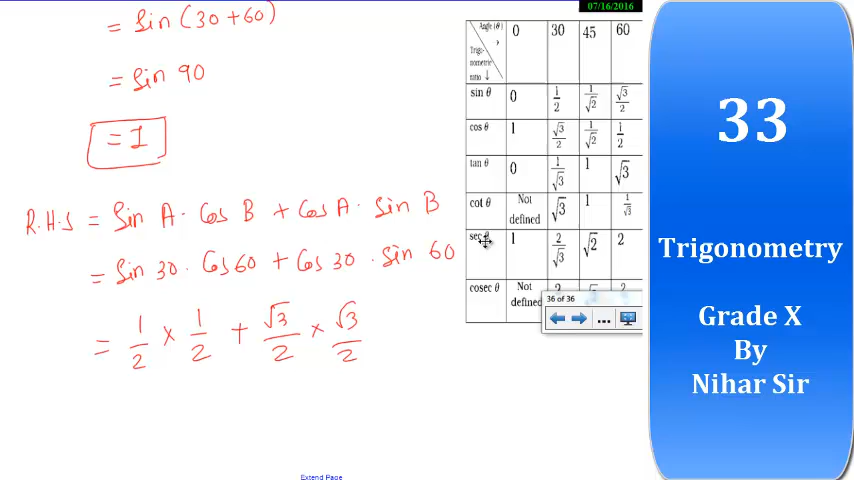 = Sin (30 + 60)
= Sin 90
= 1
R.H.S = Sin A · Cos B + Cos A · Sin B
= Sin 30 · Cos 60 + Cos 30 · Sin 60
= 1/2 × 1/2 + √3/2 × √3/2
Extend Page
07/16/2016
Angle (θ) → 0 30 45 60
Trigo-
nometric
ratio ↓
sin θ 0 1/2 1/√2 √3/2
cos θ 1 √3/2 1/√2 1/2
tan θ 0 1/√3 1 √3
cot θ Not defined √3 1 1/√3
sec θ 1 2/√3 √2 2
cosec θ Not defined 2
36 of 36
...
33
Trigonometry
Grade X
By
Nihar Sir